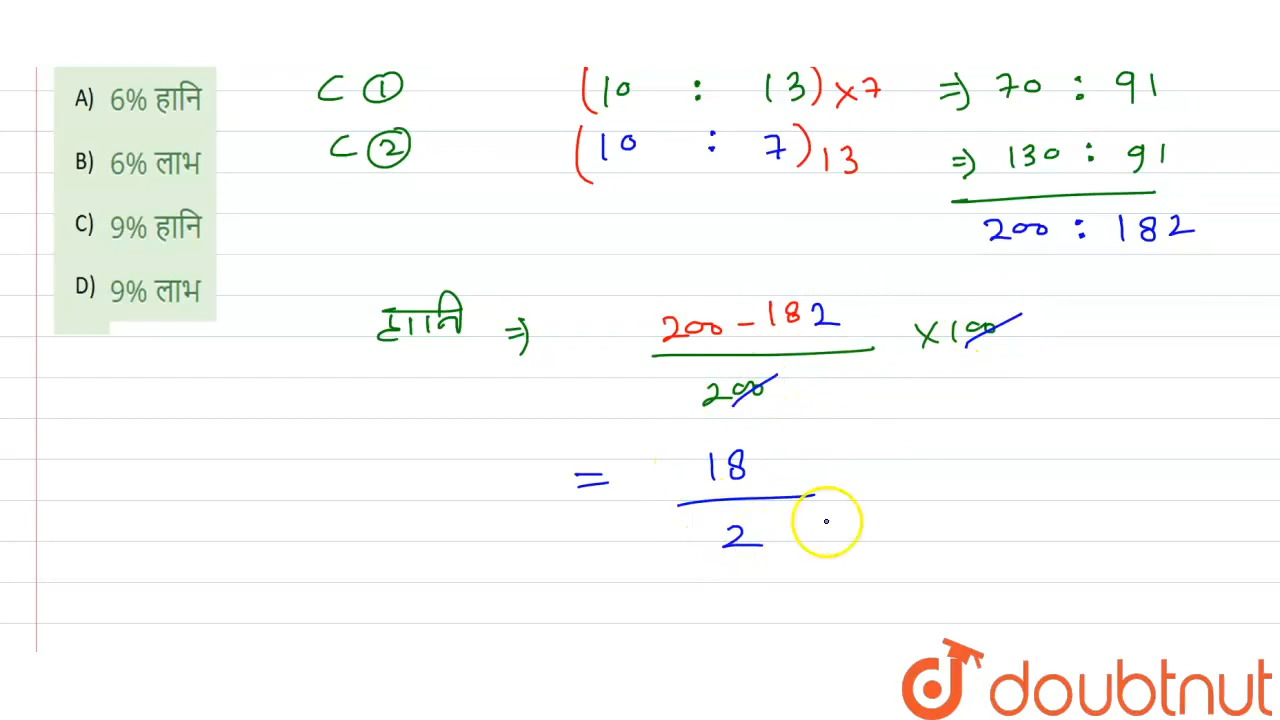 A) 6% हानि
B) 6% लाभ
C) 9% हानि
D) 9% लाभ
C ① (10 : 13) × 7 ⇒ 70 : 91
C ② (10 : 7) 13 ⇒ 130 : 91
200 : 182
हानि ⇒ 200 - 182 × 100
200
= 18
2
doubtnut